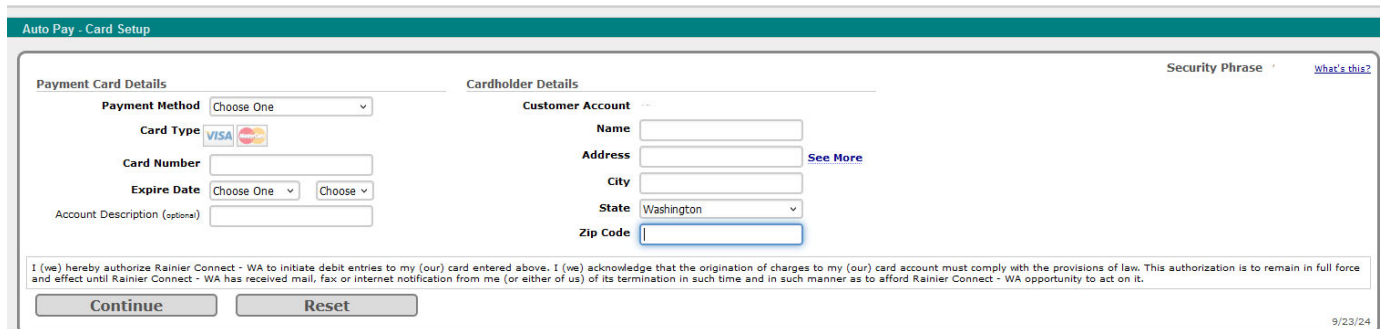 Auto Pay - Card Setup
Security Phrase
What's this?
Payment Card Details
Payment Method Choose One
Card Type VISA MasterCard
Card Number
Expire Date Choose One Choose
Account Description (optional)
Cardholder Details
Customer Account
Name
Address See More
City
State Washington
Zip Code
I (we) hereby authorize Rainier Connect - WA to initiate debit entries to my (our) card entered above. I (we) acknowledge that the origination of charges to my (our) card account must comply with the provisions of law. This authorization is to remain in full force
and effect until Rainier Connect - WA has received mail, fax or internet notification from me (or either of us) of its termination in such time and in such manner as to afford Rainier Connect - WA opportunity to act on it.
Continue Reset
9/23/24